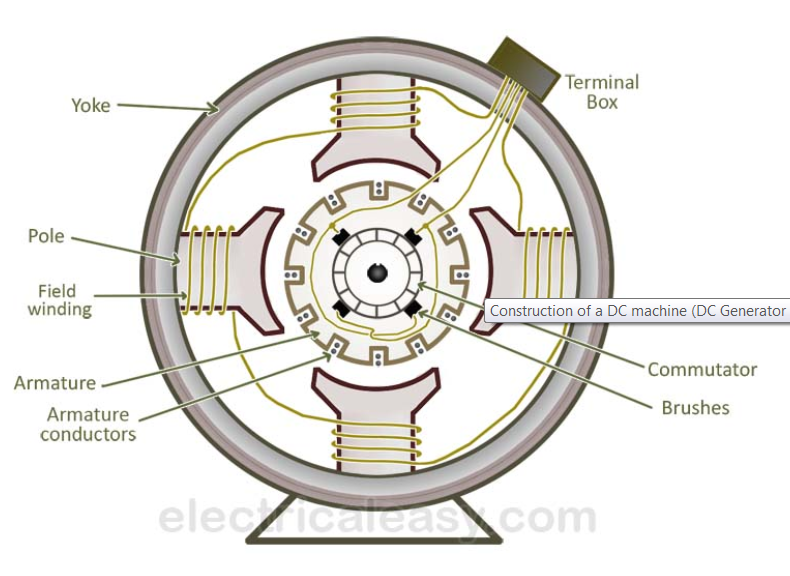 Terminal
Box
Yoke
Pole
Field
winding
Construction of a DC machine (DC Generator
Armature
Commutator
Armature
conductors
Brushes
electricaleasy.com